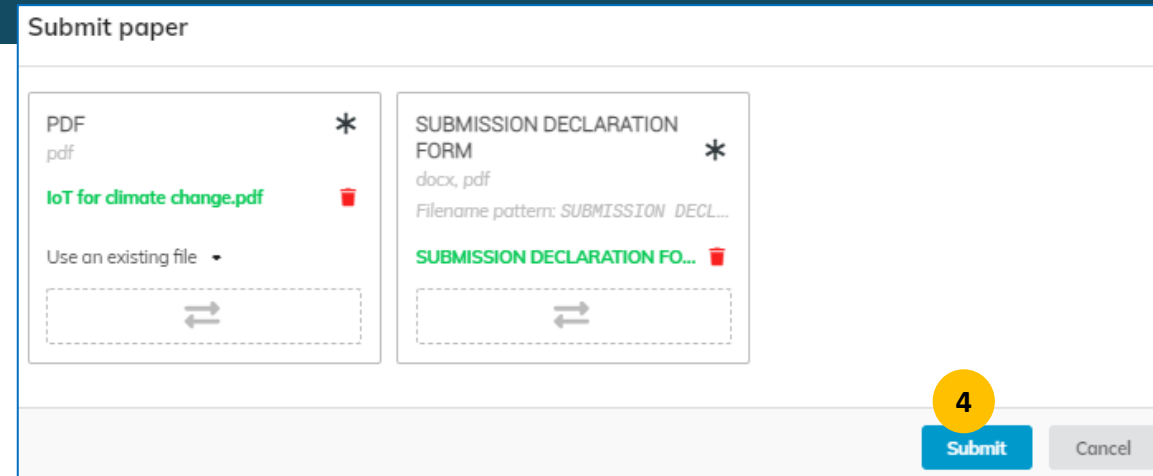 Submit paper
PDF
pdf
IoT for climate change.pdf
Use an existing file
SUBMISSION DECLARATION
FORM
docx, pdf
Filename pattern: SUBMISSION DECL...
SUBMISSION DECLARATION FO...
4
Submit
Cancel